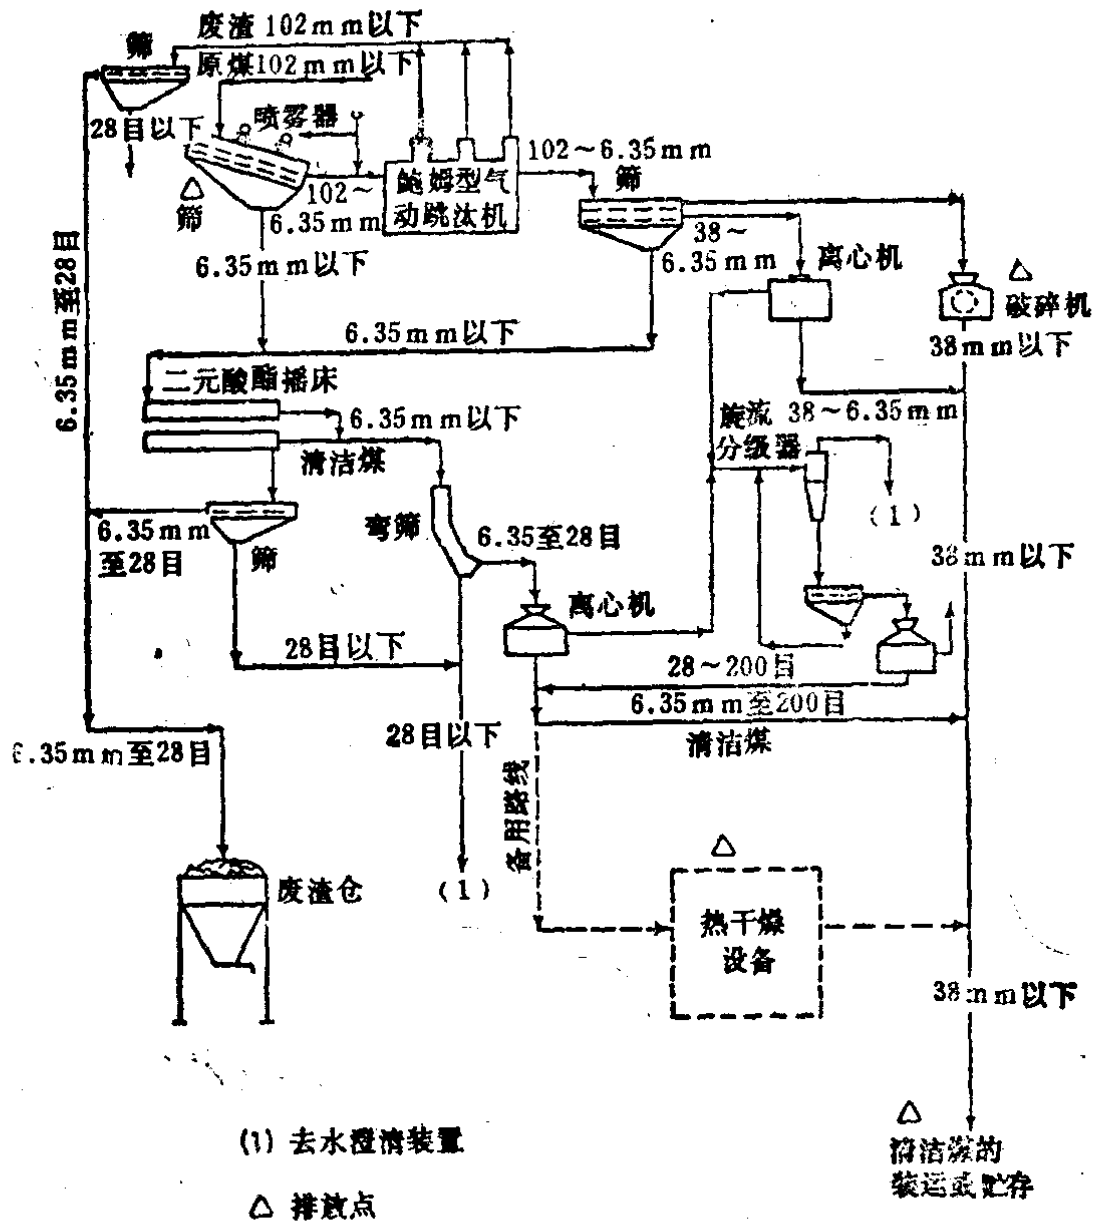 废渣 102mm以下
筛
原煤102mm以下
喷雾器
28目以下
102～6.35mm
筛
鲍姆型气
动跳汰机
102～
6.35mm
△
筛
38～
6.35mm
离心机
△
破碎机
6.35mm以下
6.35mm至28目
6.35mm以下
38mm以下
二元酸酯摇床
6.35mm以下
旋流 38～6.35mm
分级器
清洁煤
(1)
弯筛
6.35mm
至28目
筛
6.35至28目
38mm以下
离心机
28目以下
28～200目
6.35mm至200目
28目以下
清洁煤
6.35mm至28目
备用路线
△
废渣仓
(1)
热干燥
设备
38mm以下
△
清洁煤的
装运或贮存
(1) 去水澄清装置
△ 排放点